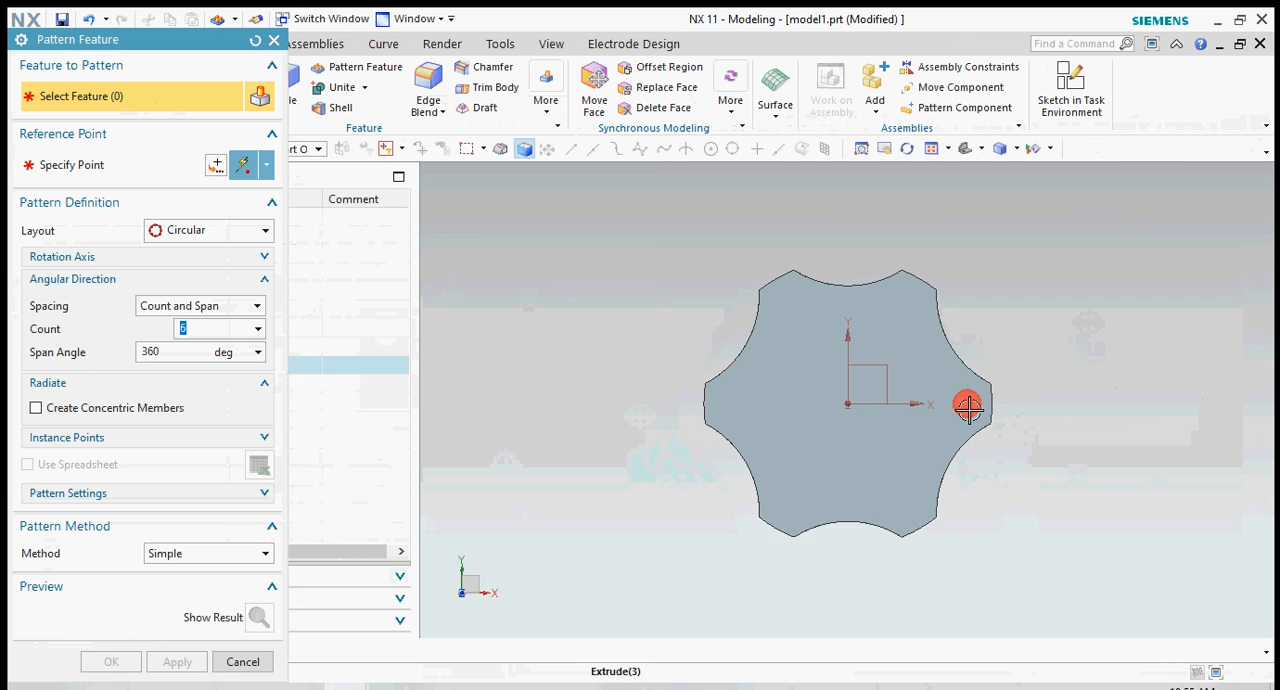 NX Switch Window Window NX 11 - Modeling - [model1.prt (Modified) ] SIEMENS
Pattern Feature
Assemblies Curve Render Tools View Electrode Design Find a Command
Feature to Pattern
* Select Feature (0)
Pattern Feature Chamfer Offset Region Assembly Constraints
Unite Trim Body Replace Face Move Component
Shell Draft Delete Face Pattern Component
Edge Blend More Move Face More Surface Work on Assembly Add Sketch in Task Environment
Feature Synchronous Modeling Assemblies
Reference Point
* Specify Point
Comment
Pattern Definition
Layout Circular
Rotation Axis
Angular Direction
Spacing Count and Span
Count 6
Span Angle 360 deg
Radiate
Create Concentric Members
Instance Points
Use Spreadsheet
Pattern Settings
Pattern Method
Method Simple
Preview
Show Result
OK Apply Cancel
Y
X
Y
X
Extrude(3)